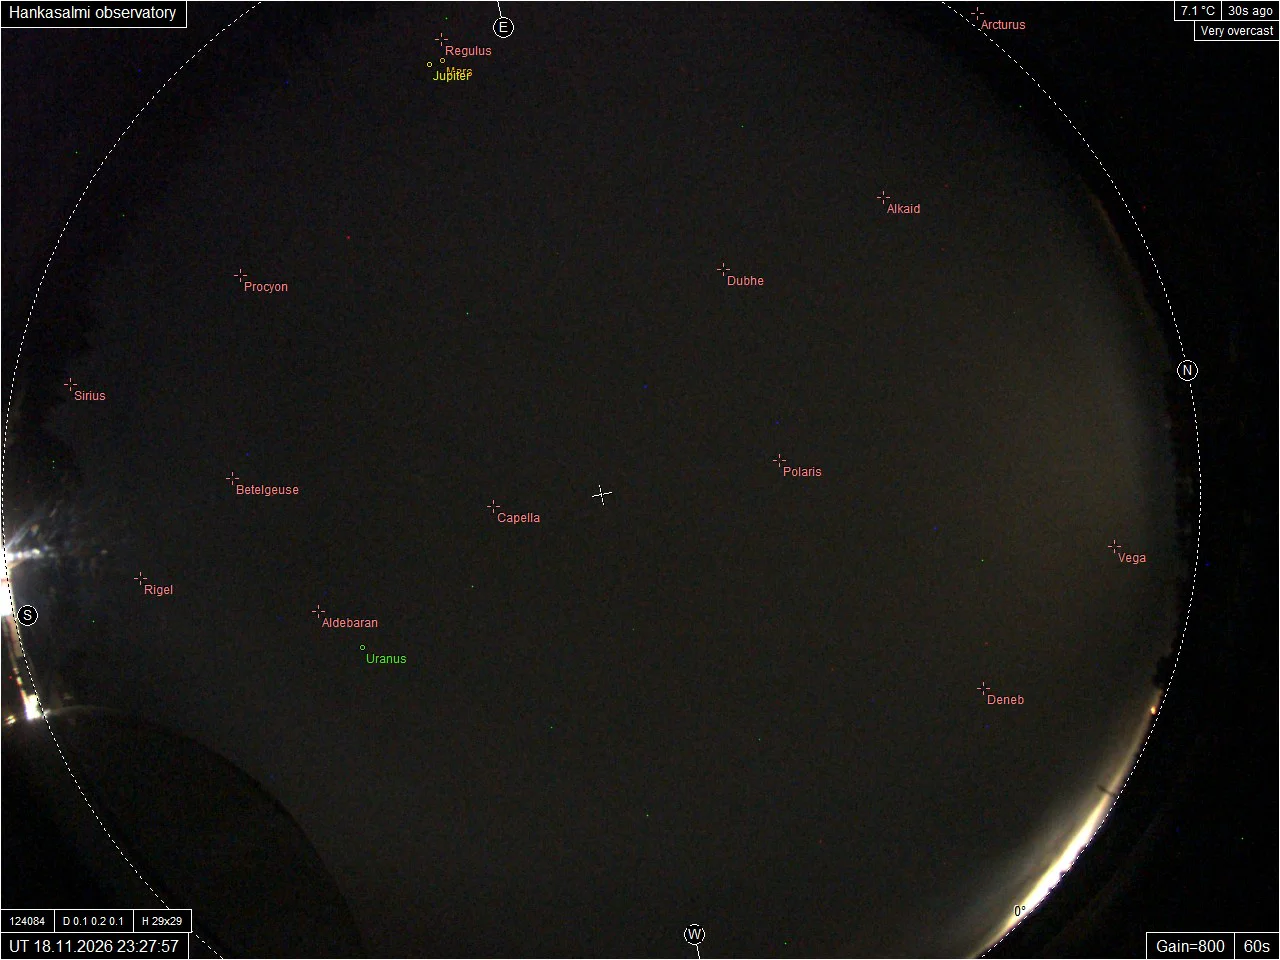 Hankasalmi observatory
E
Arcturus
7.1 °C
30s ago
Very overcast
Regulus
Mars
Jupiter
Alkaid
Dubhe
Procyon
N
Sirius
Polaris
Betelgeuse
Capella
Vega
Rigel
S
Aldebaran
Uranus
Deneb
0°
124084
D 0.1 0.2 0.1
H 29x29
W
UT 18.11.2026 23:27:57
Gain=800
60s